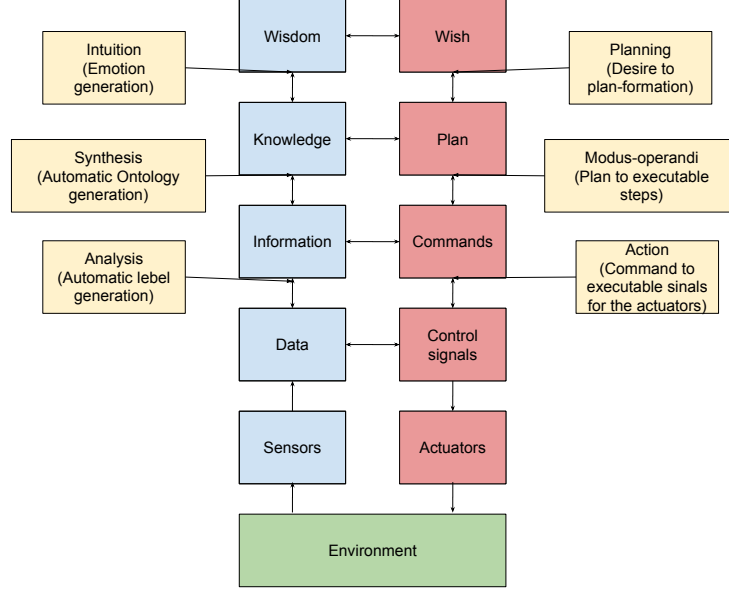 Wisdom
Wish
Intuition
(Emotion
generation)
Planning
(Desire to
plan-formation)
Knowledge
Plan
Synthesis
(Automatic Ontology
generation)
Modus-operandi
(Plan to executable
steps)
Information
Commands
Analysis
(Automatic lebel
generation)
Action
(Command to
executable sinals
for the actuators)
Data
Control
signals
Sensors
Actuators
Environment